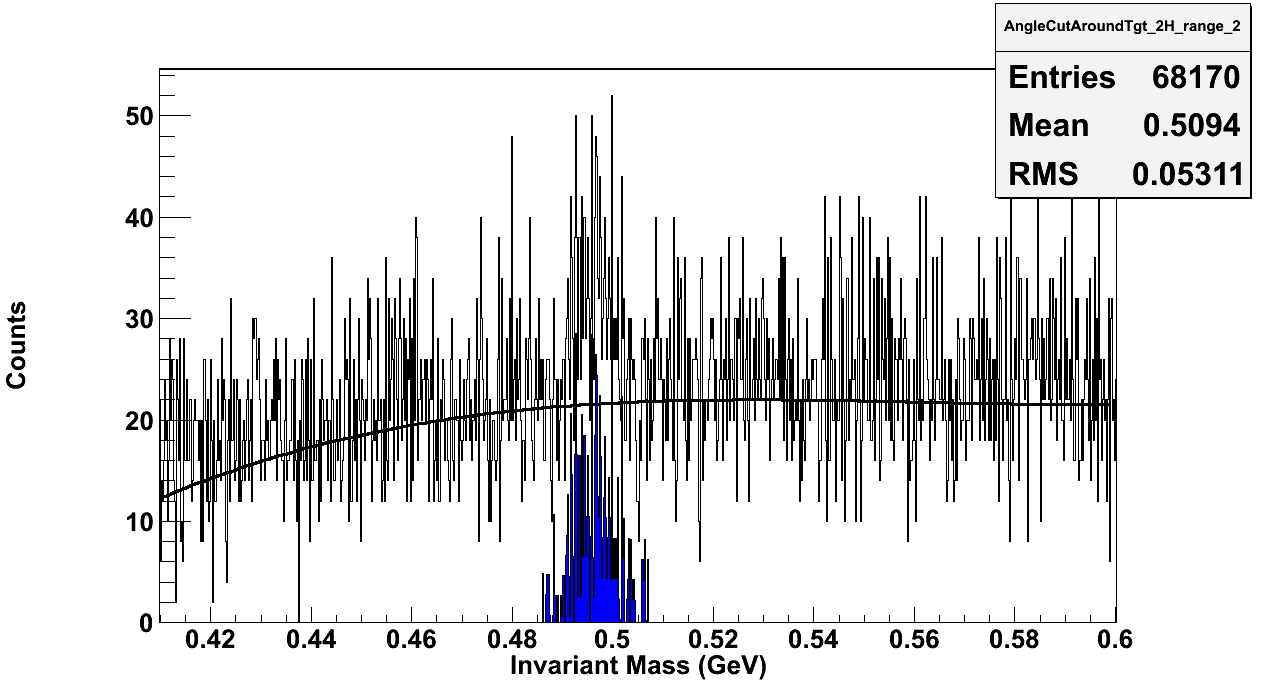 AngleCutAroundTgt_2H_range_2
Entries 68170
Mean 0.5094
RMS 0.05311
50
40
30
20
10
0
Counts
0.42 0.44 0.46 0.48 0.5 0.52 0.54 0.56 0.58 0.6
Invariant Mass (GeV)